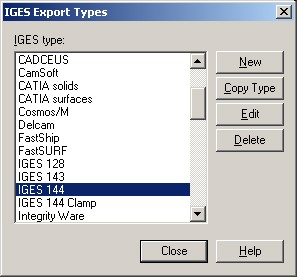 IGES Export Types
IGES type:
CADCEUS
CamSoft
CATIA solids
CATIA surfaces
Cosmos/M
Delcam
FastShip
FastSURF
IGES 128
IGES 143
IGES 144
IGES 144 Clamp
Integrity Ware
New
Copy Type
Edit
Delete
Close
Help